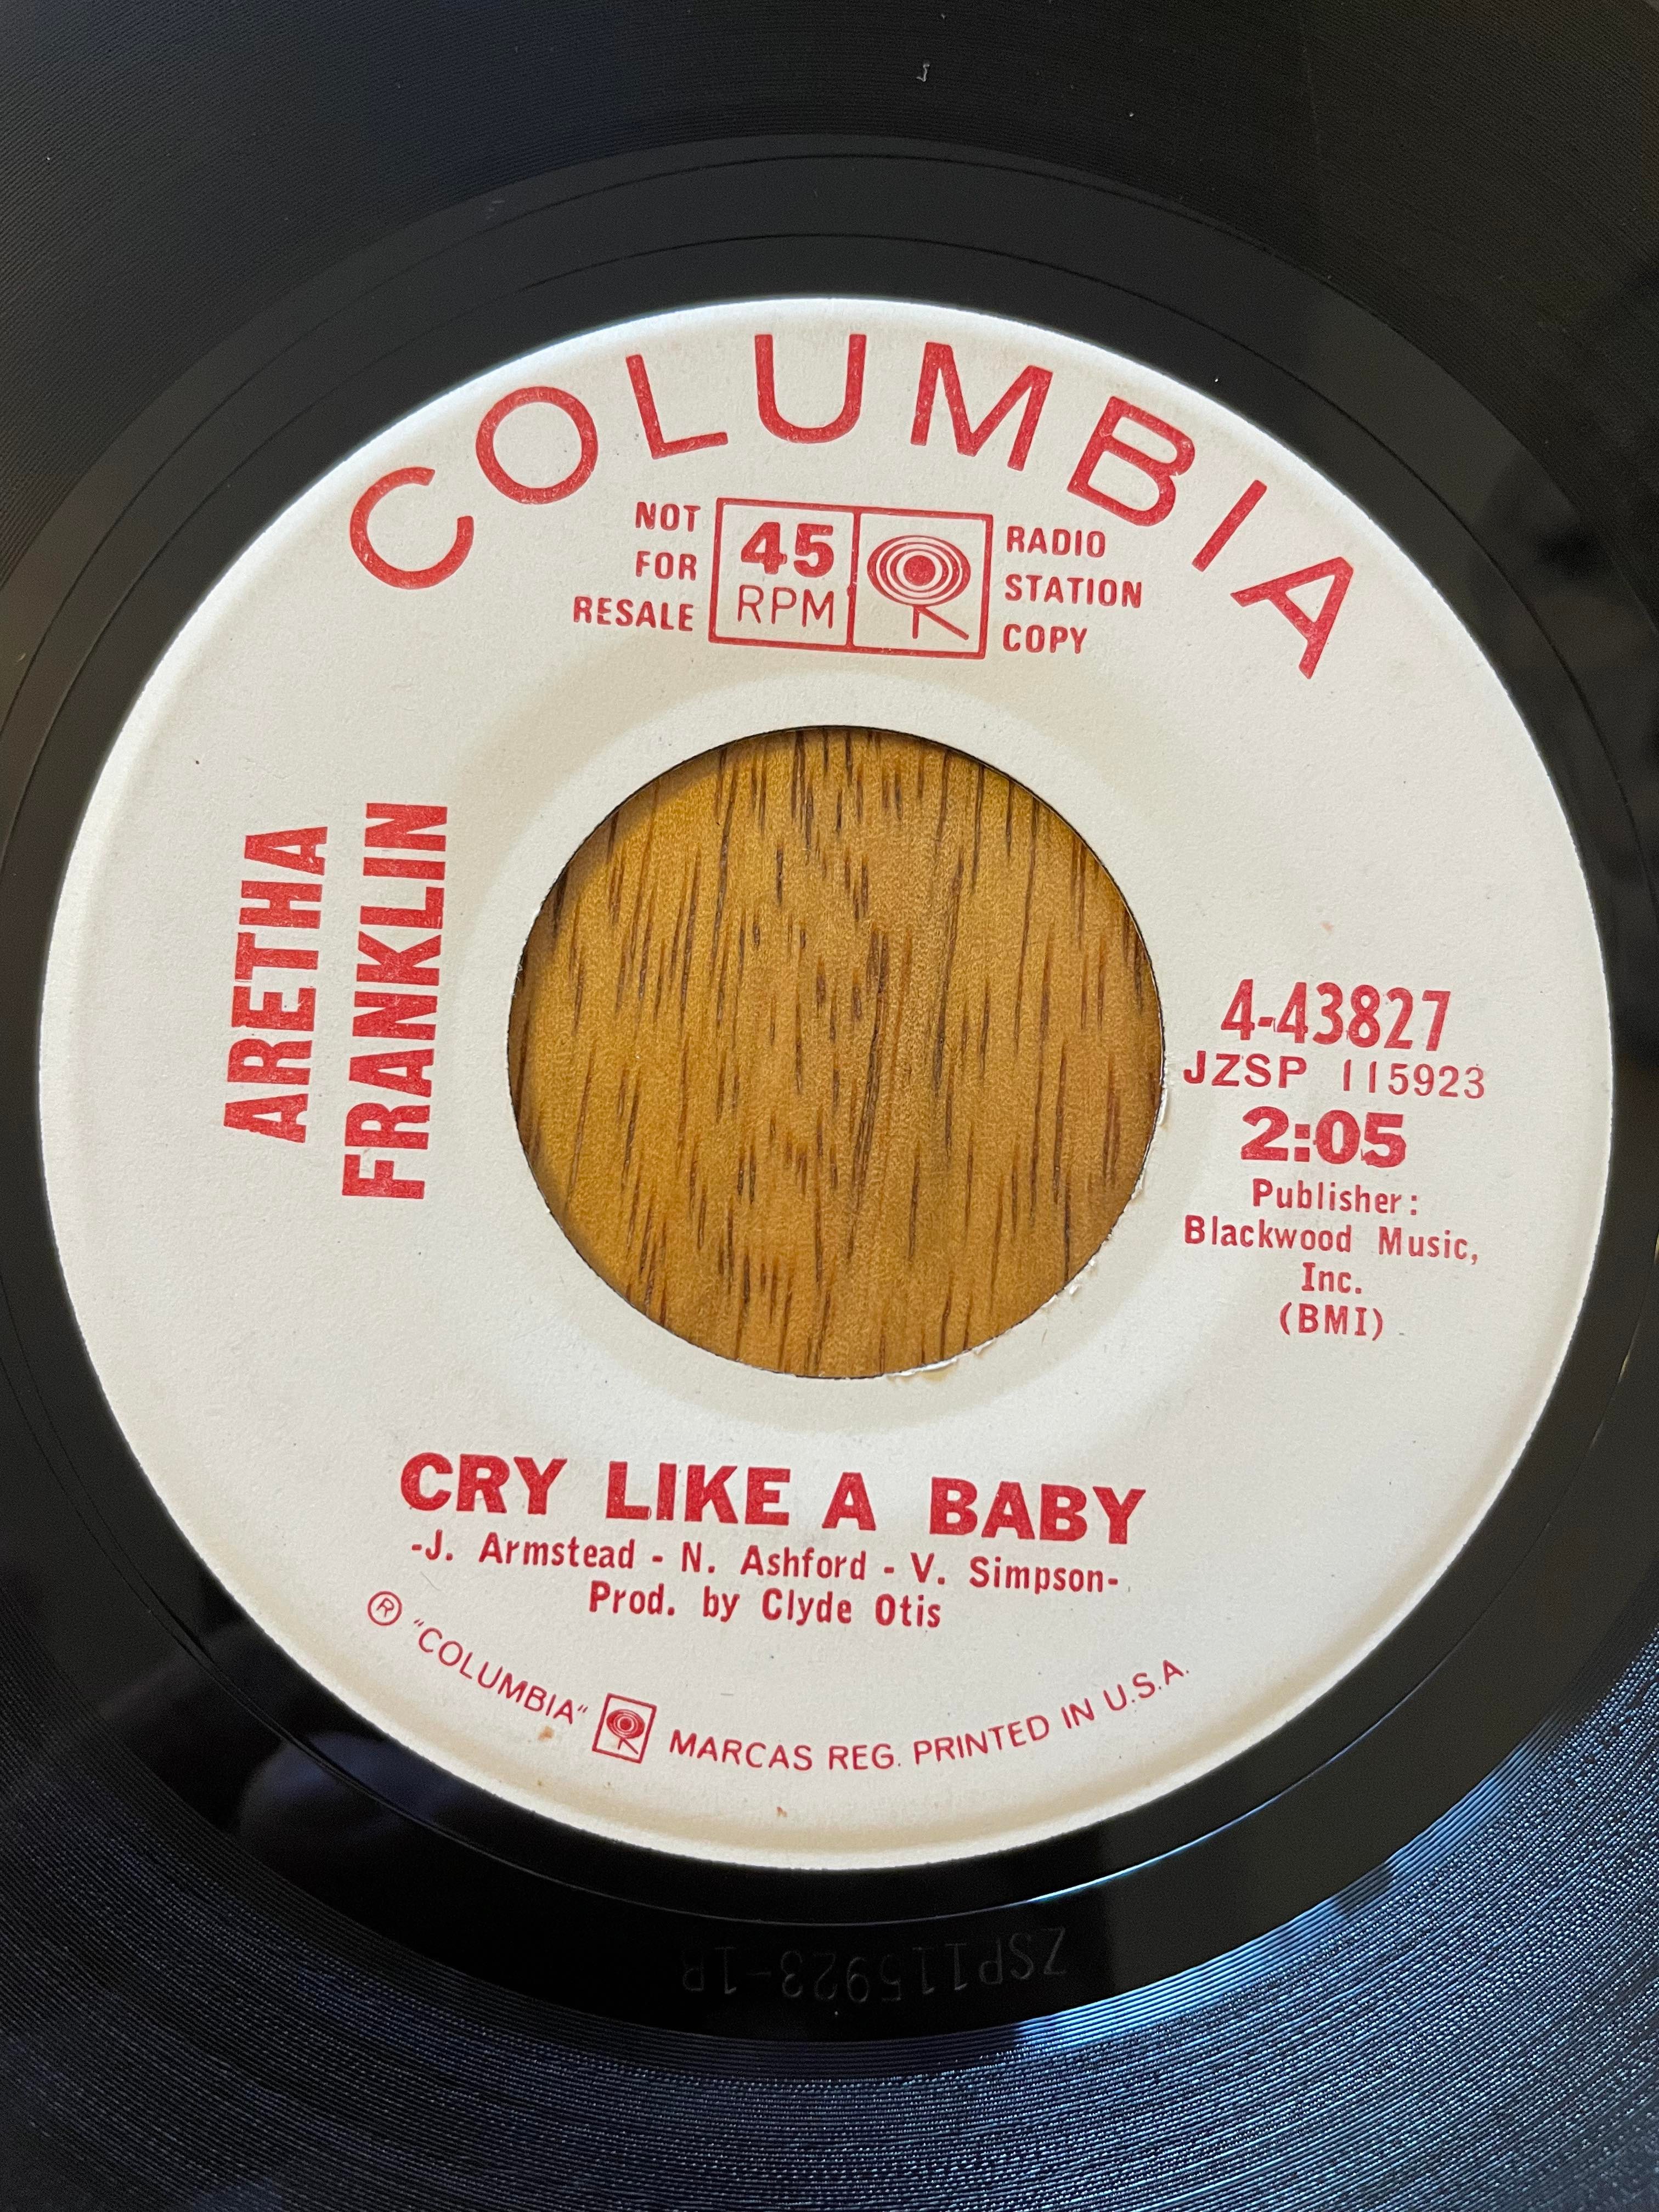 COLUMBIA
NOT
FOR
RESALE
45
RPM
RADIO
STATION
COPY
ARETHA
FRANKLIN
4-43827
JZSP 115923
2:05
Publisher:
Blackwood Music,
Inc.
(BMI)
CRY LIKE A BABY
-J. Armstead - N. Ashford - V. Simpson-
Prod. by Clyde Otis
® "COLUMBIA" MARCAS REG. PRINTED IN U.S.A.
ZSP115923-1B